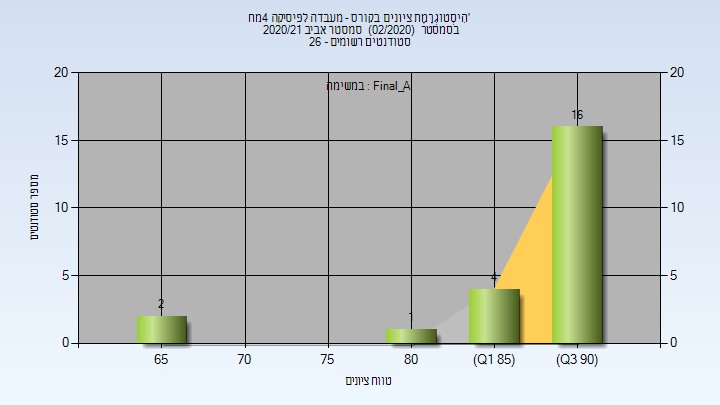 הִיסְטוֹגְרָמַת ציונים בקורס - מעבדה לפיסיקה 4מח'
בסמסטר (02/2020) סמסטר אביב 2020/21
סטודנטים רשומים - 26
במשימה : Final_A
20 20
15 15
10 10
5 5
0 0
2
1
4
16
מספר סטודנטים
65 70 75 80 (Q1 85) (Q3 90)
טווח ציונים